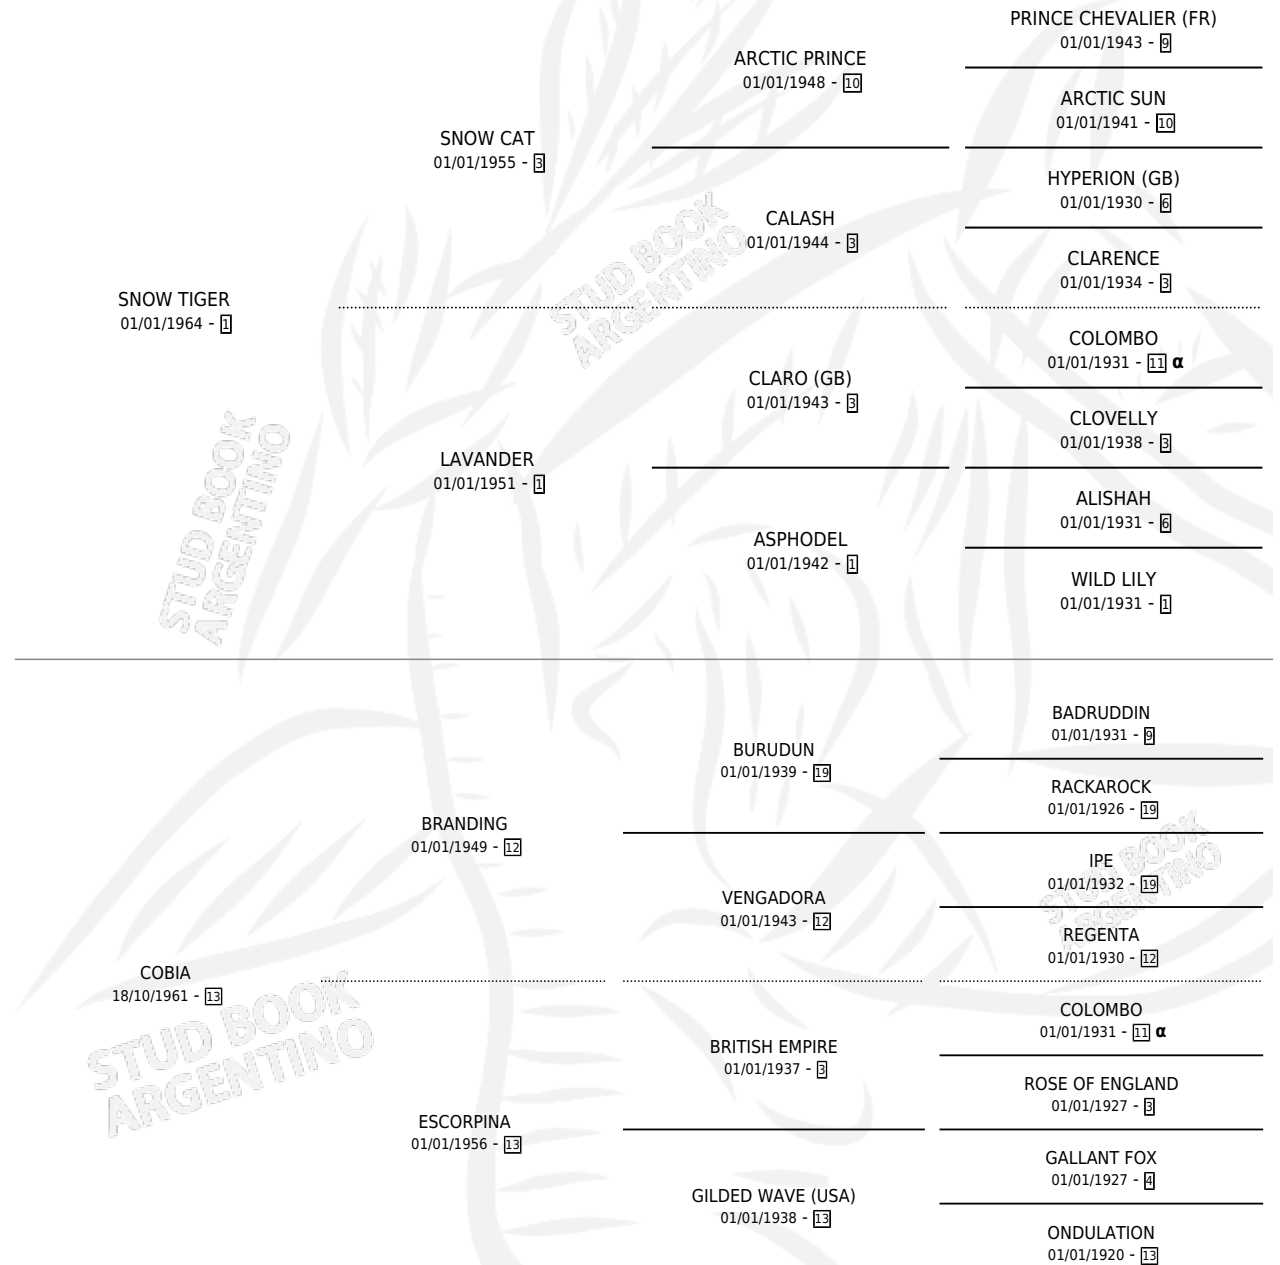 PRINCE CHEVALIER (FR)
01/01/1943 - 9
ARCTIC PRINCE
01/01/1948 - 10
ARCTIC SUN
01/01/1941 - 10
SNOW CAT
01/01/1955 - 3
HYPERION (GB)
01/01/1930 - 6
CALASH
01/01/1944 - 3
CLARENCE
01/01/1934 - 3
SNOW TIGER
01/01/1964 - 1
COLOMBO
01/01/1931 - 11 α
CLARO (GB)
01/01/1943 - 3
CLOVELLY
01/01/1938 - 3
LAVANDER
01/01/1951 - 1
ALISHAH
01/01/1931 - 6
ASPHODEL
01/01/1942 - 1
WILD LILY
01/01/1931 - 1
STUD BOOK
ARGENTINO
STUD BOOK
ARGENTINO
BADRUDDIN
01/01/1931 - 9
BURUDUN
01/01/1939 - 19
RACKAROCK
01/01/1926 - 19
BRANDING
01/01/1949 - 12
IPE
01/01/1932 - 19
VENGADORA
01/01/1943 - 12
REGENTA
01/01/1930 - 12
COBIA
18/10/1961 - 13
COLOMBO
01/01/1931 - 11 α
BRITISH EMPIRE
01/01/1937 - 3
ROSE OF ENGLAND
01/01/1927 - 3
ESCORPINA
01/01/1956 - 13
GALLANT FOX
01/01/1927 - 4
GILDED WAVE (USA)
01/01/1938 - 13
ONDULATION
01/01/1920 - 13
STUD BOOK
ARGENTINO
STUD BOOK
ARGENTINO